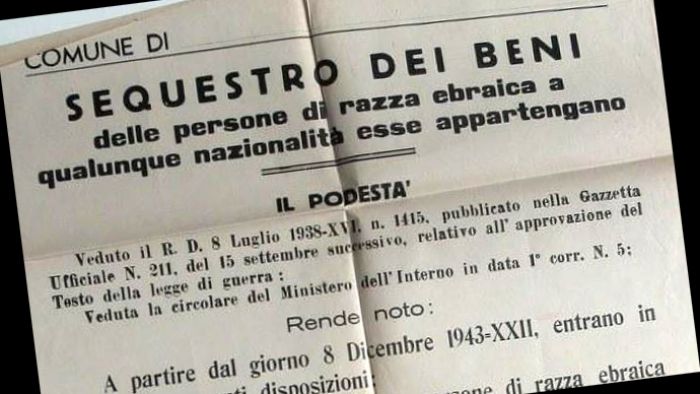 COMUNE DI
SEQUESTRO DEI BENI
delle persone di razza ebraica a
qualunque nazionalità esse appartengano
IL PODESTA'
Veduto il R. D. 8 Luglio 1938-XVI, n. 1415, pubblicato nella Gazzetta
Ufficiale N. 211, del 15 settembre successivo, relativo all' approvazione del
Testo della legge di guerra;
Veduta la circolare del Ministero dell'Interno in data 1° corr. N. 5;
Rende noto:
A partire dal giorno 8 Dicembre 1943=XXII, entrano in
disposizioni:
di razza ebraica